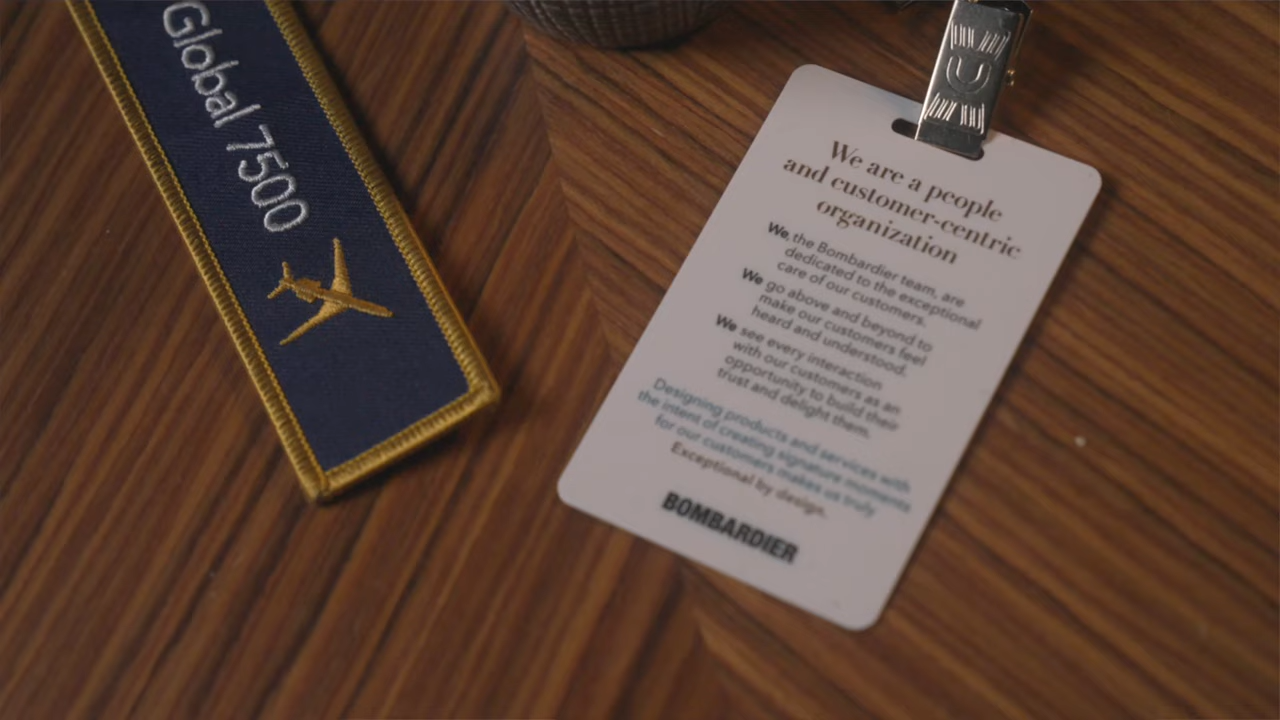 Global 7500
We are a people
and customer-centric
organization
We, the Bombardier team, are
dedicated to the exceptional
care of our customers.
We go above and beyond to
make our customers feel
heard and understood.
We see every interaction
with our customers as an
opportunity to build their
trust and delight them.
Designing products and services with
the intent of creating signature moments
for our customers makes us truly
Exceptional by design.
BOMBARDIER